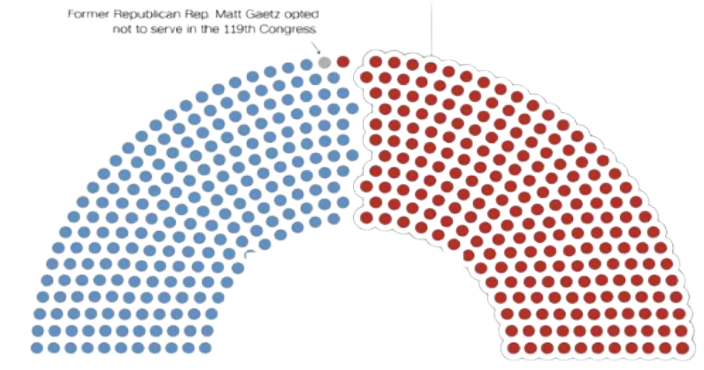 Former Republican Rep. Matt Gaetz opted
not to serve in the 119th Congress.